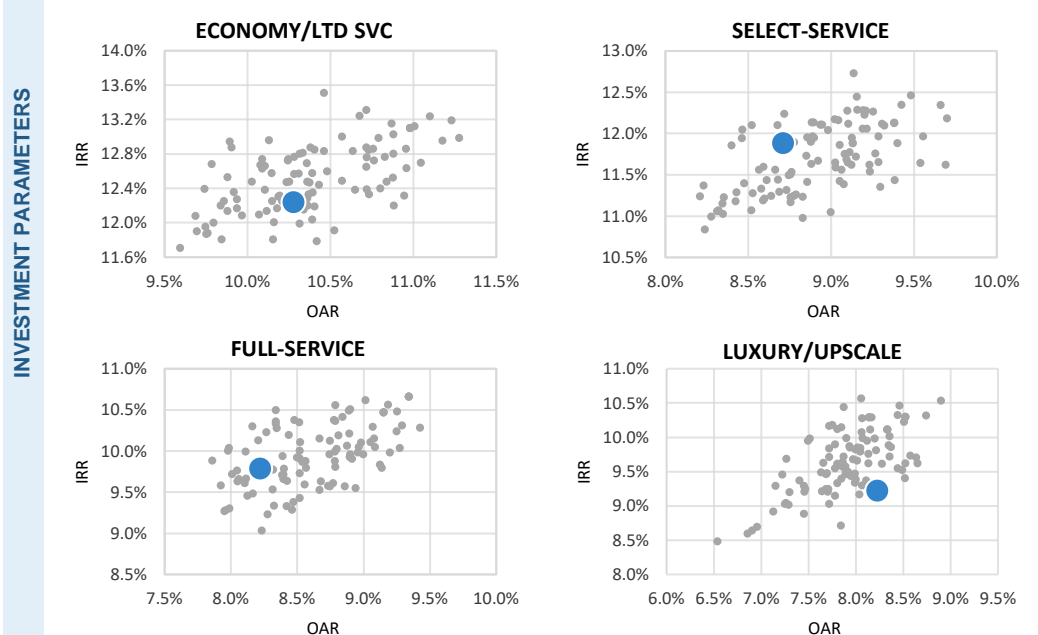 INVESTMENT PARAMETERS
ECONOMY/LTD SVC
14.0%
13.6%
13.2%
12.8%
12.4%
12.0%
11.6%
IRR
9.5% 10.0% 10.5% 11.0% 11.5%
OAR
SELECT-SERVICE
13.0%
12.5%
12.0%
11.5%
11.0%
10.5%
IRR
8.0% 8.5% 9.0% 9.5% 10.0%
OAR
FULL-SERVICE
11.0%
10.5%
10.0%
9.5%
9.0%
8.5%
IRR
7.5% 8.0% 8.5% 9.0% 9.5% 10.0%
OAR
LUXURY/UPSCALE
11.0%
10.5%
10.0%
9.5%
9.0%
8.5%
8.0%
IRR
6.0% 6.5% 7.0% 7.5% 8.0% 8.5% 9.0% 9.5%
OAR